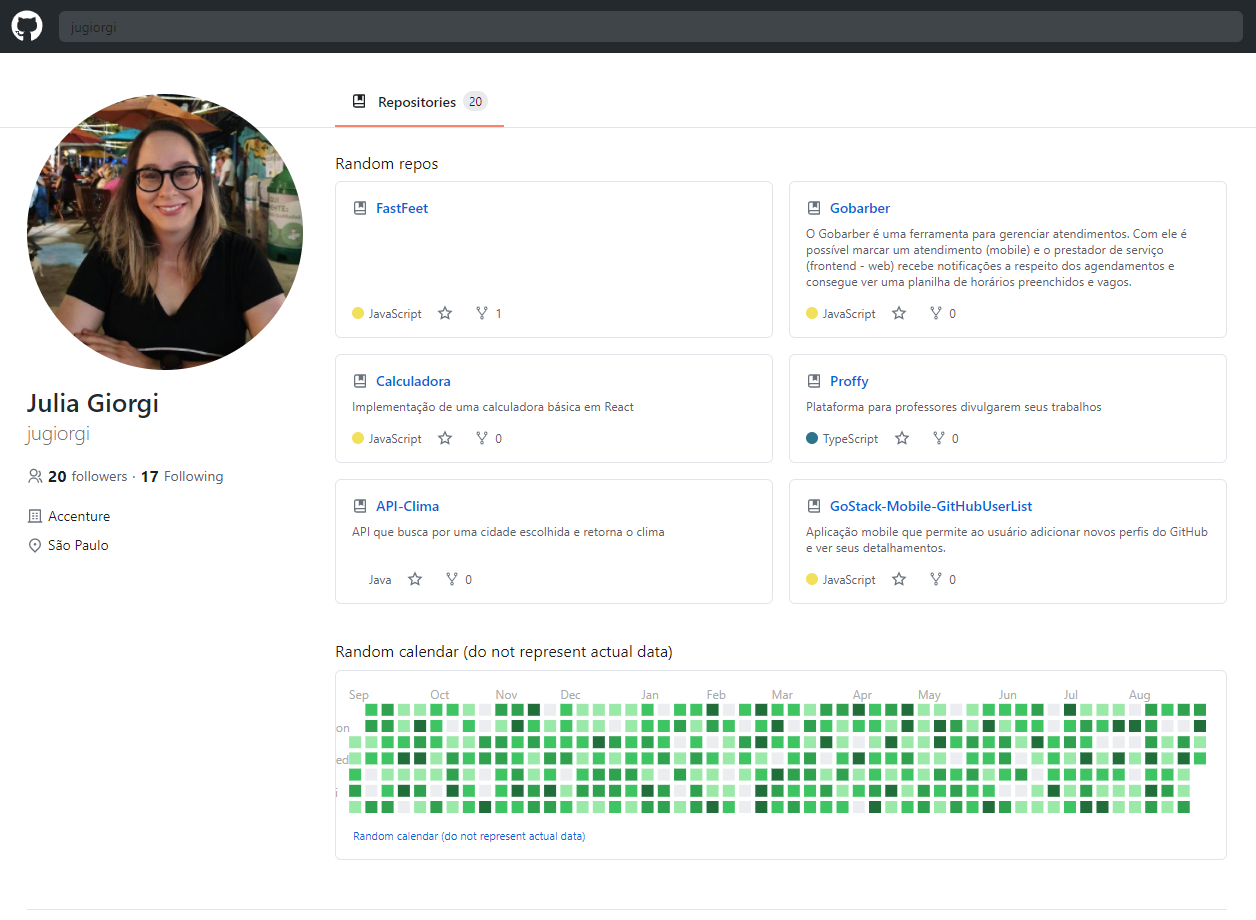 jugiorgi
Repositories 20
Random repos
FastFeet
JavaScript 1
Gobarber
O Gobarber é uma ferramenta para gerenciar atendimentos. Com ele é
possível marcar um atendimento (mobile) e o prestador de serviço
(frontend - web) recebe notificações a respeito dos agendamentos e
consegue ver uma planilha de horários preenchidos e vagos.
JavaScript 0
Julia Giorgi
jugiorgi
20 followers · 17 Following
Accenture
São Paulo
Calculadora
Implementação de uma calculadora básica em React
JavaScript 0
Proffy
Plataforma para professores divulgarem seus trabalhos
TypeScript 0
API-Clima
API que busca por uma cidade escolhida e retorna o clima
Java 0
GoStack-Mobile-GitHubUserList
Aplicação mobile que permite ao usuário adicionar novos perfis do GitHub
e ver seus detalhamentos.
JavaScript 0
Random calendar (do not represent actual data)
Sep Oct Nov Dec Jan Feb Mar Apr May Jun Jul Aug
on
ed
i
Random calendar (do not represent actual data)